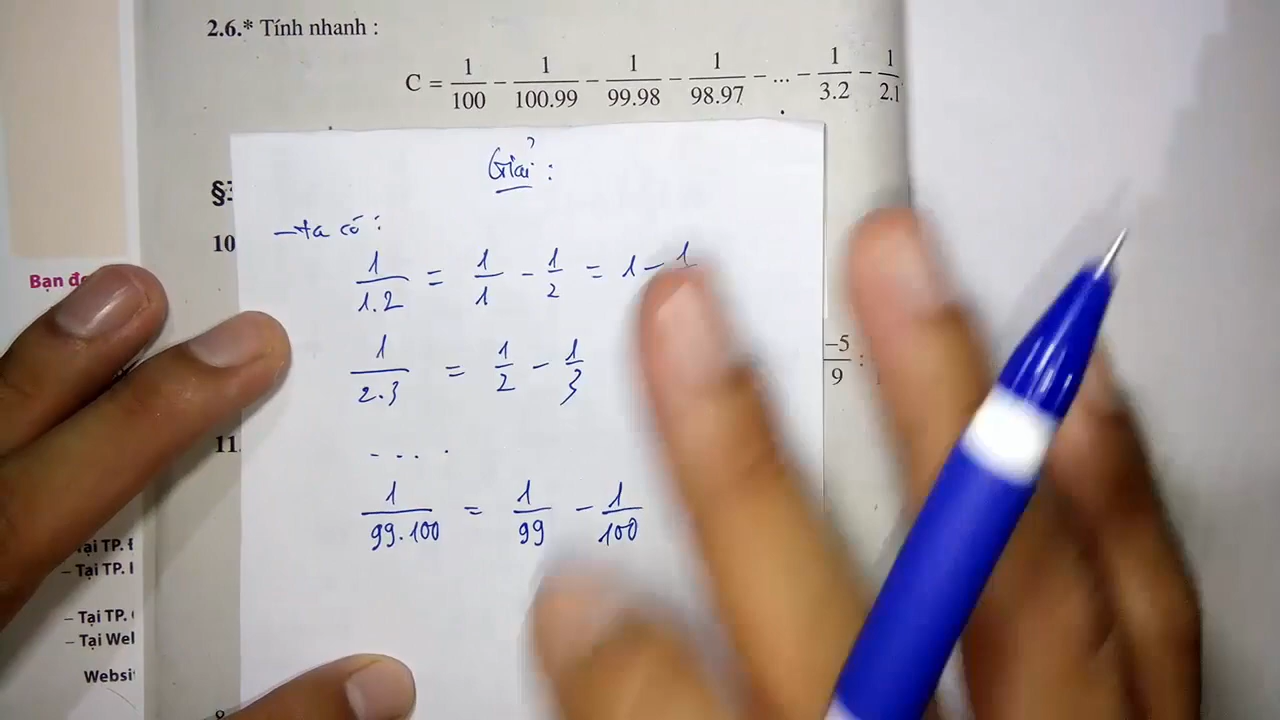 2.6.* Tính nhanh :
C = 1/100 − 1/100.99 − 1/99.98 − 1/98.97 − ... − 1/3.2 − 1/2.1
Giải :
§
– ta có :
10
1/1.2 = 1/1 − 1/2 = 1 − 1
Bạn
1/2.3 = 1/2 − 1/3
−5/9 :
11.
. . . .
1/99.100 = 1/99 − 1/100
Tại TP.
– Tại TP.
– Tại TP.
– Tại